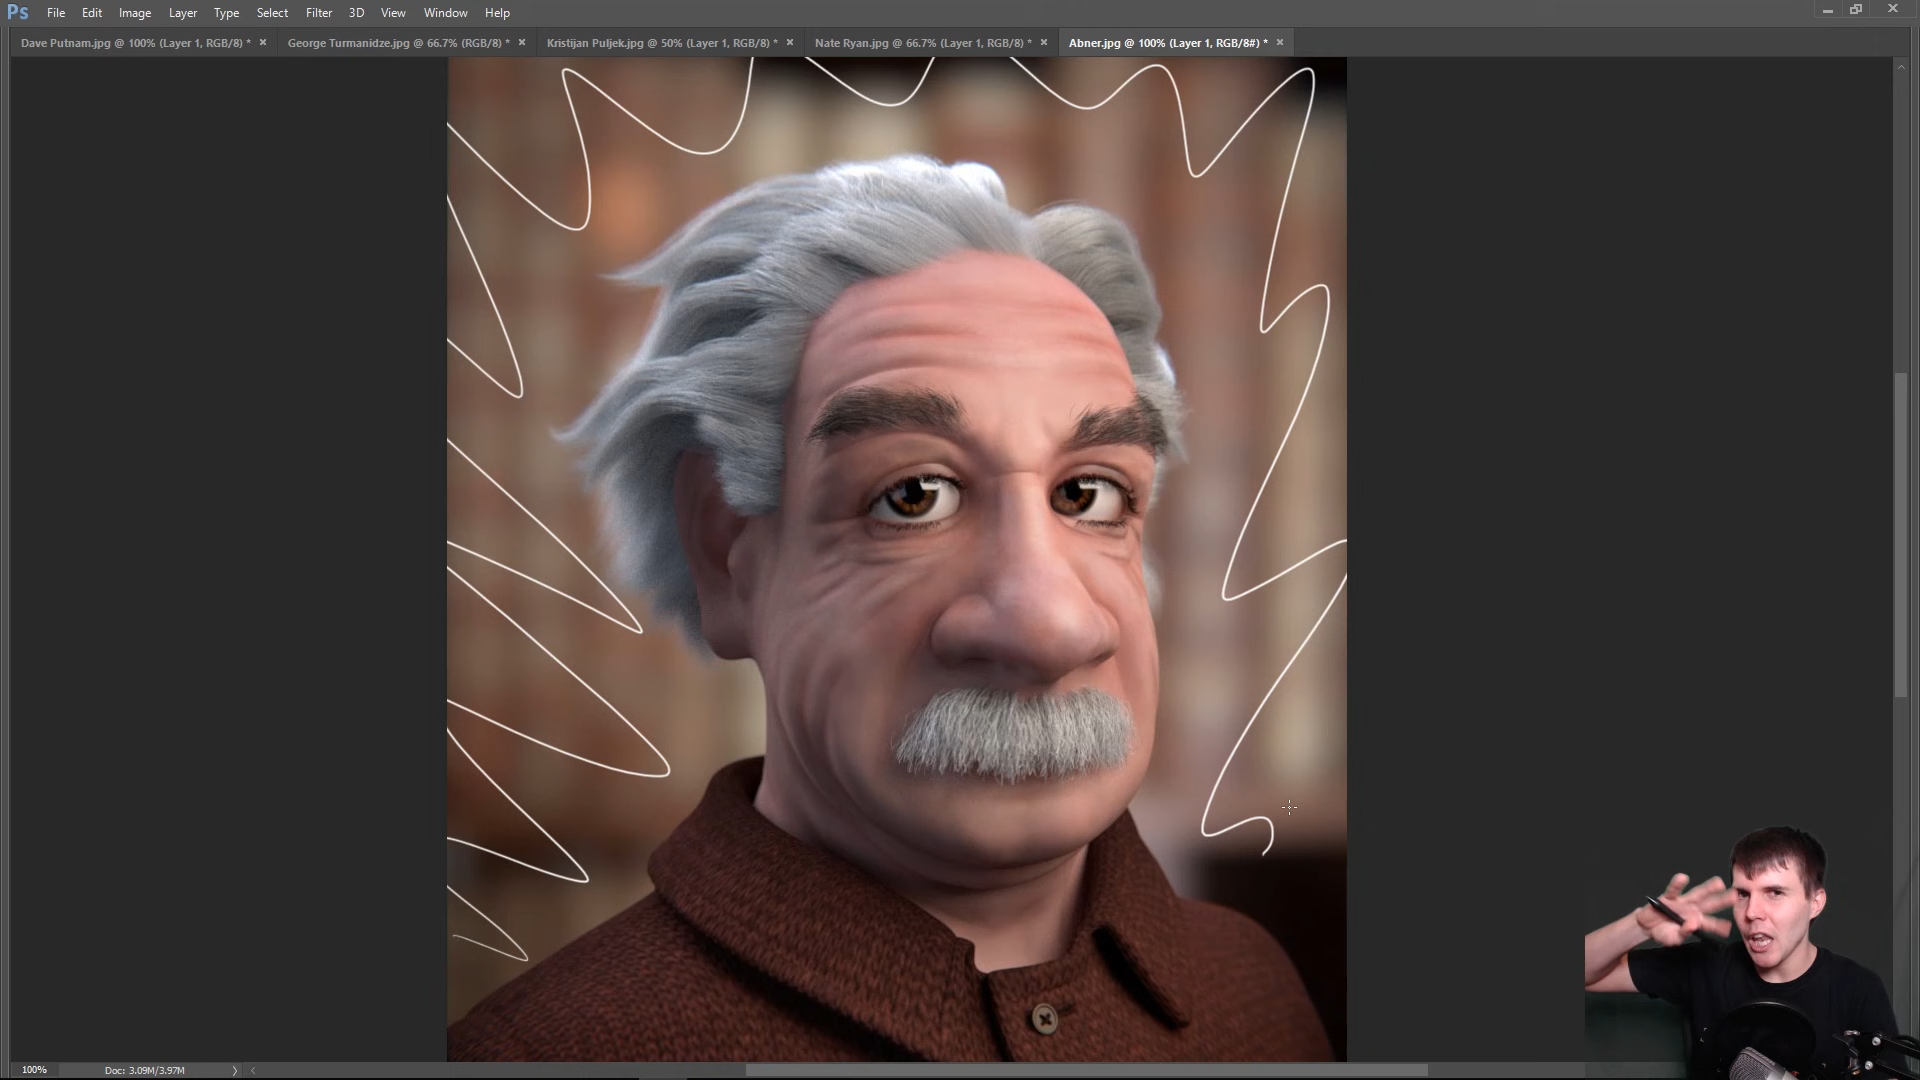 Ps File Edit Image Layer Type Select Filter 3D View Window Help
Dave Putnam.jpg @ 100% (Layer 1, RGB/8) * × George Turmanidze.jpg @ 66.7% (RGB/8) * × Kristijan Puljek.jpg @ 50% (Layer 1, RGB/8) * × Nate Ryan.jpg @ 66.7% (Layer 1, RGB/8) * × Abner.jpg @ 100% (Layer 1, RGB/8#) * ×
100% Doc: 3.09M/3.97M